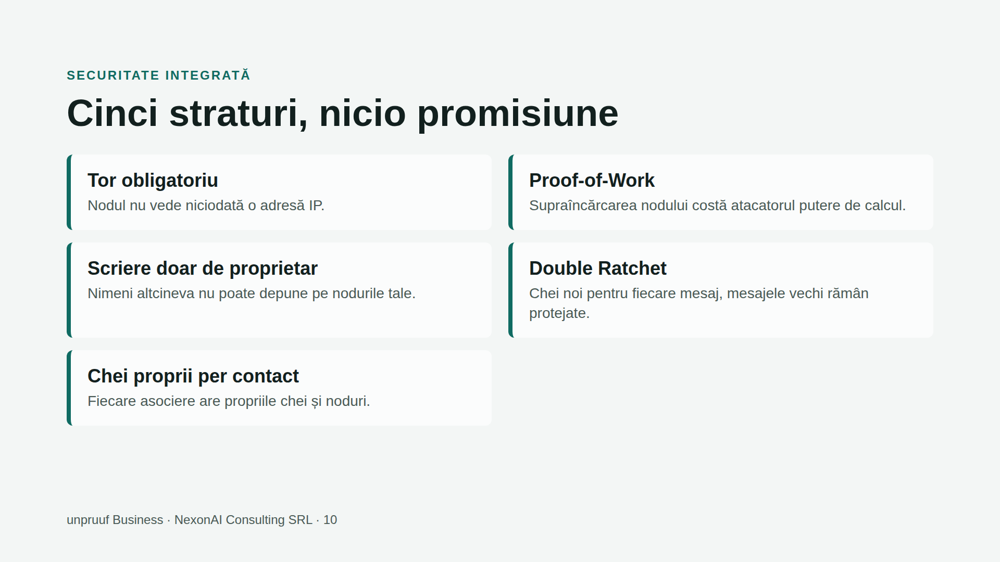 SECURITATE INTEGRATĂ
Cinci straturi, nicio promisiune
Tor obligatoriu
Nodul nu vede niciodată o adresă IP.
Proof-of-Work
Supraîncărcarea nodului costă atacatorul putere de calcul.
Scriere doar de proprietar
Nimeni altcineva nu poate depune pe nodurile tale.
Double Ratchet
Chei noi pentru fiecare mesaj, mesajele vechi rămân
protejate.
Chei proprii per contact
Fiecare asociere are propriile chei și noduri.
unpruuf Business · NexonAI Consulting SRL · 10